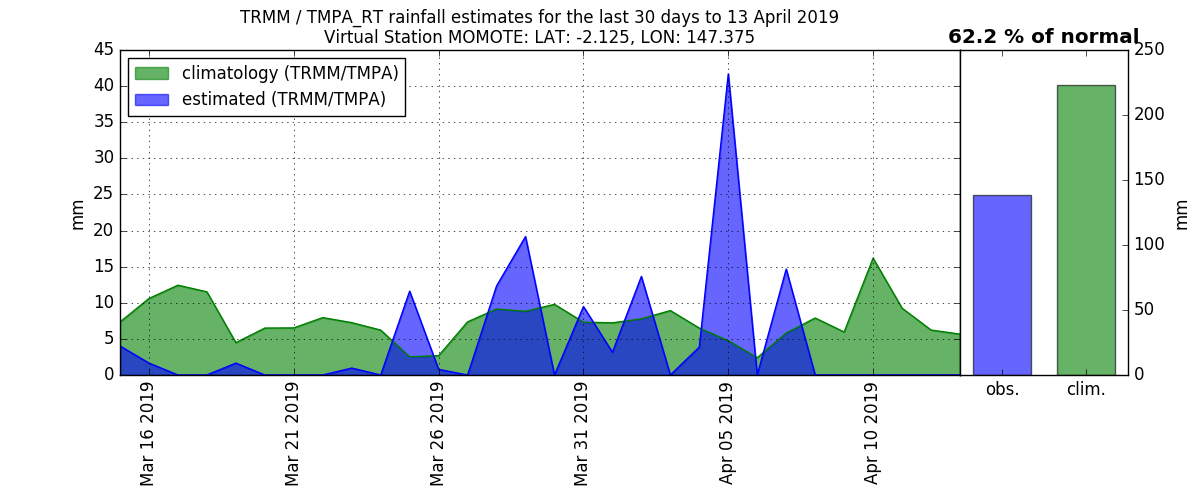 TRMM / TMPA_RT rainfall estimates for the last 30 days to 13 April 2019
Virtual Station MOMOTE: LAT: -2.125, LON: 147.375
62.2 % of normal
climatology (TRMM/TMPA)
estimated (TRMM/TMPA)
mm
45
40
35
30
25
20
15
10
5
0
Mar 16 2019
Mar 21 2019
Mar 26 2019
Mar 31 2019
Apr 05 2019
Apr 10 2019
obs.
clim.
250
200
150
100
50
0
mm